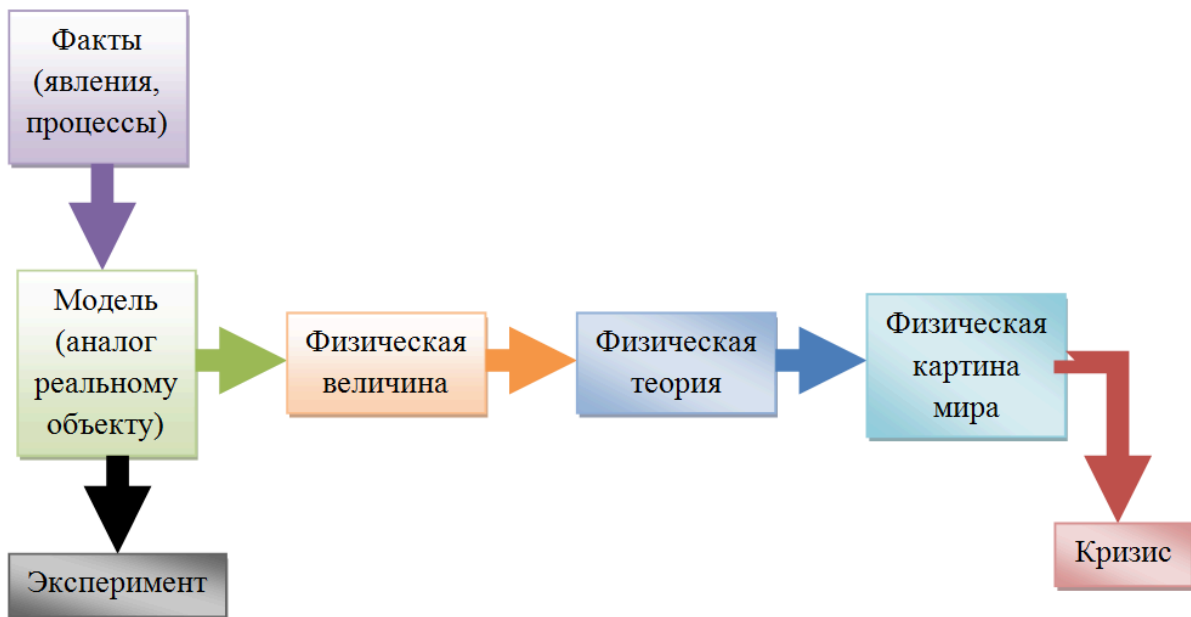 Факты
(явления,
процессы)
Модель
(аналог
реальному
объекту)
Физическая
величина
Физическая
теория
Физическая
картина
мира
Эксперимент
Кризис